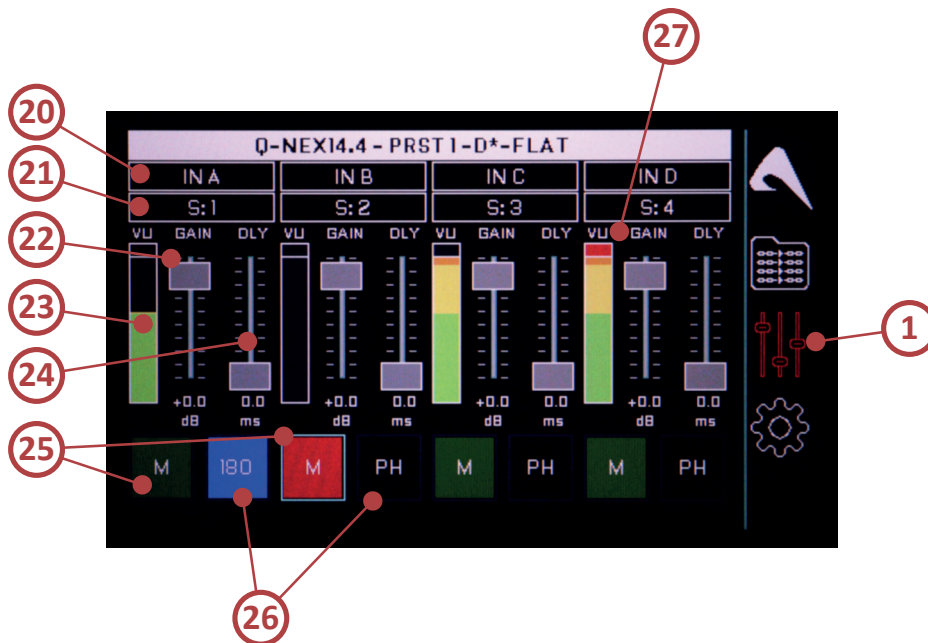 27
20
Q-NEX14.4 - PRST1-D*-FLAT
IN A IN B IN C IN D
21
S:1 S:2 S:3 S:4
VU GAIN DLY VU GAIN DLY VU GAIN DLY VU GAIN DLY
22
23
1
24
+0.0 0.0 +0.0 0.0 +0.0 0.0 +0.0 0.0
dB ms dB ms dB ms dB ms
25
M 180 M PH M PH M PH
26